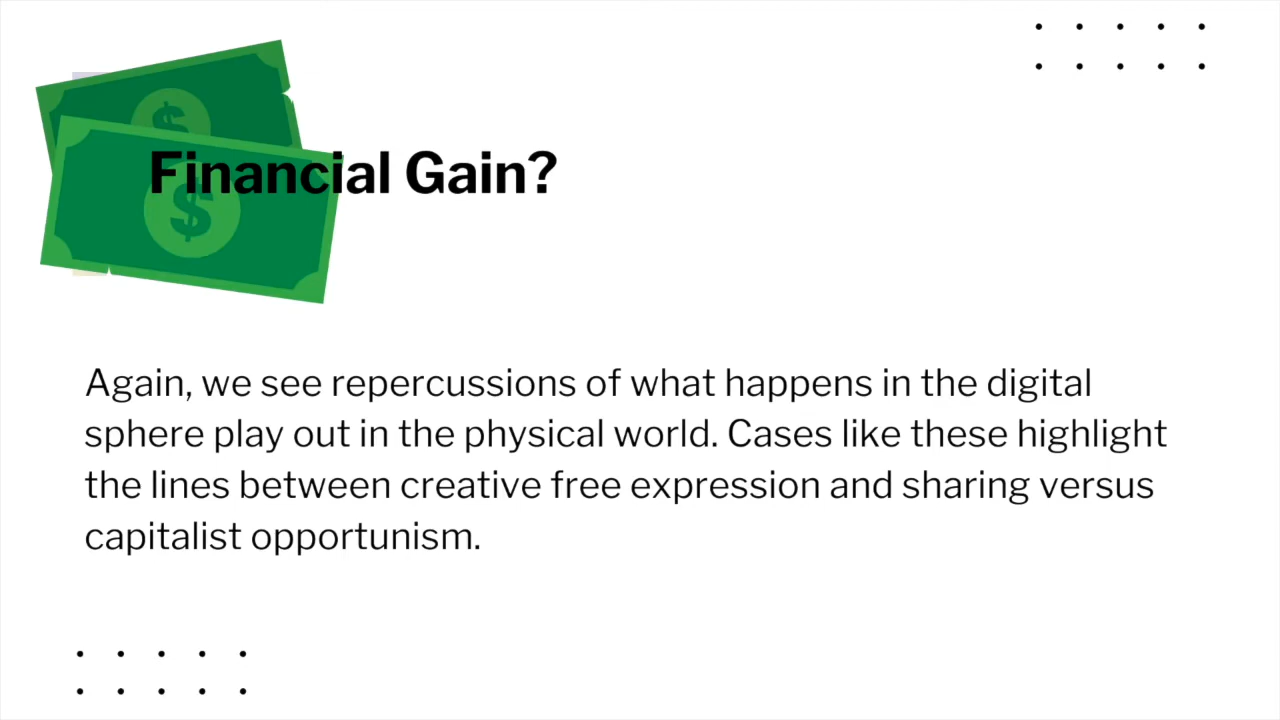 $
$
Financial Gain?
Again, we see repercussions of what happens in the digital
sphere play out in the physical world. Cases like these highlight
the lines between creative free expression and sharing versus
capitalist opportunism.